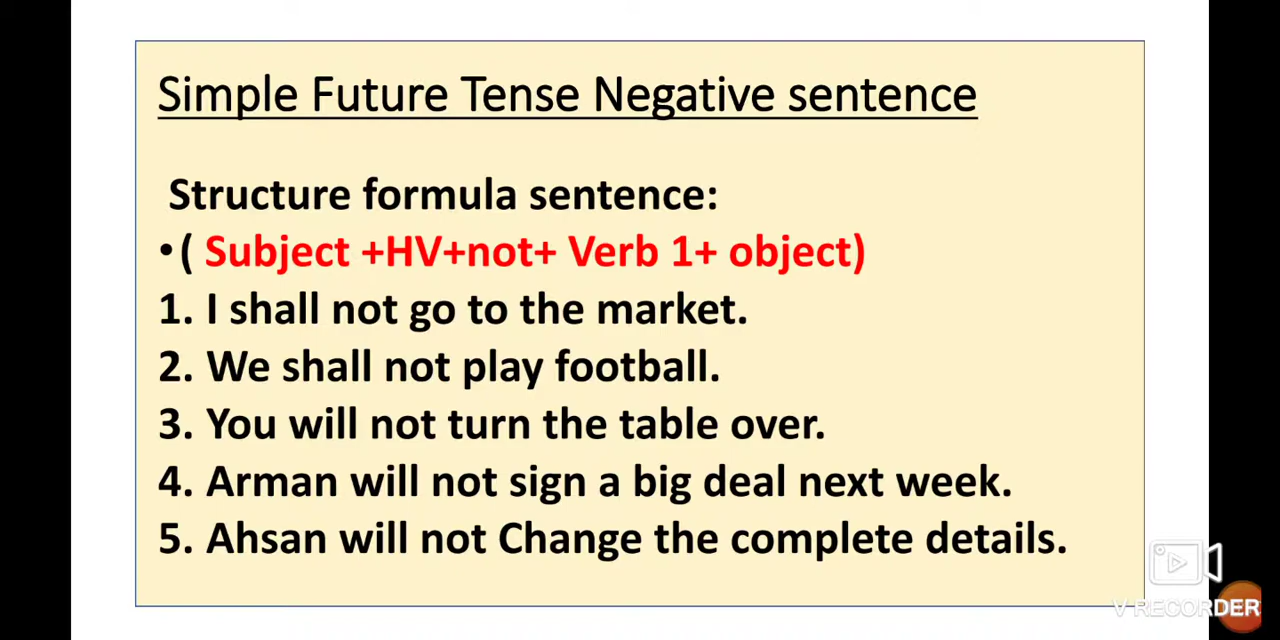 Simple Future Tense Negative sentence
Structure formula sentence:
•( Subject +HV+not+ Verb 1+ object)
1. I shall not go to the market.
2. We shall not play football.
3. You will not turn the table over.
4. Arman will not sign a big deal next week.
5. Ahsan will not Change the complete details.
V RECORDER